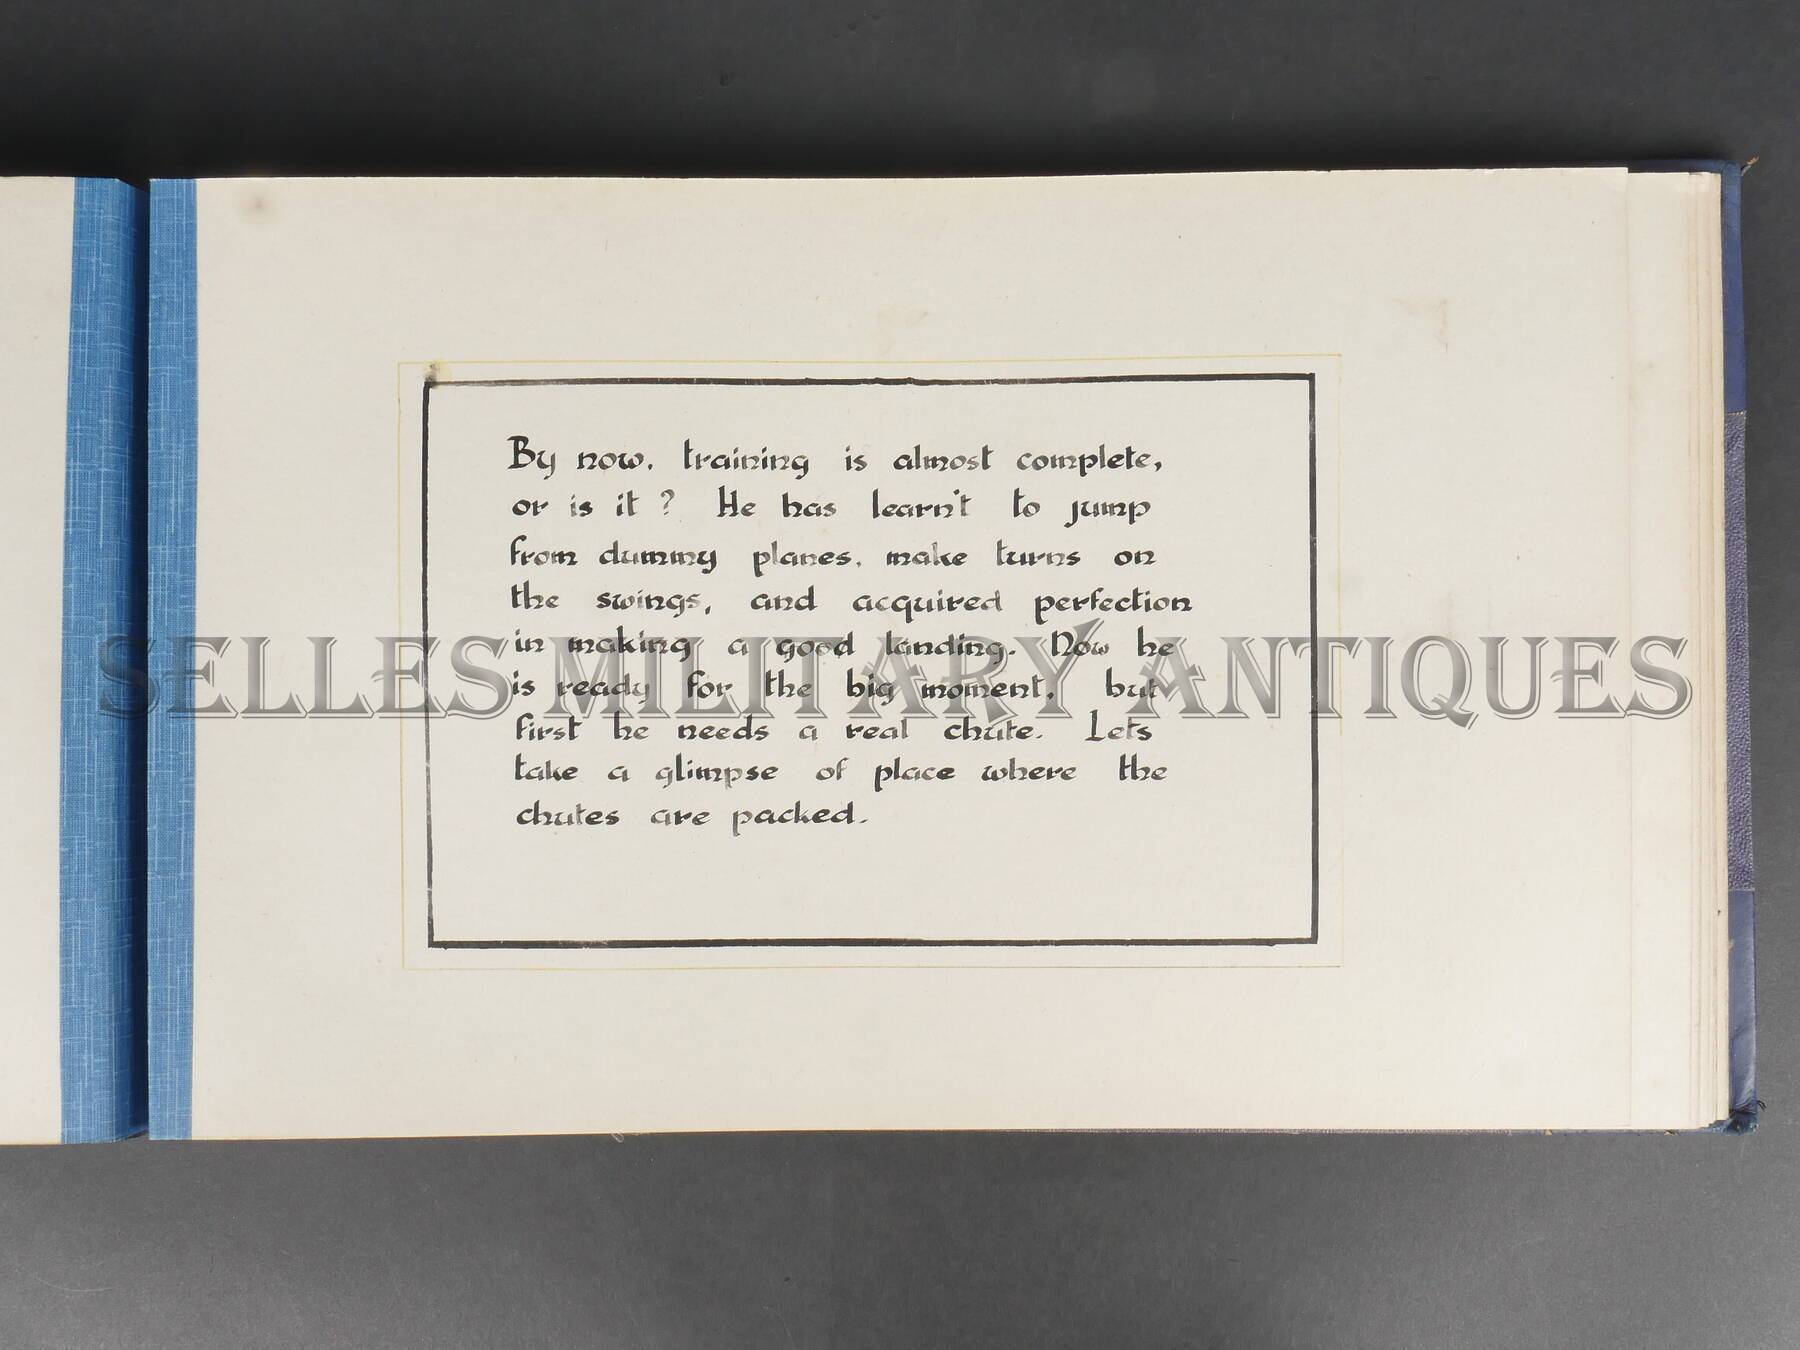 By now, training is almost complete,
or is it ? He has learn't to jump
from dummy planes, make turns on
the swings, and acquired perfection
in making a good landing. Now he
is ready for the big moment, but
first he needs a real chute. Lets
take a glimpse of place where the
chutes are packed.
SELLES MILITARY ANTIQUES